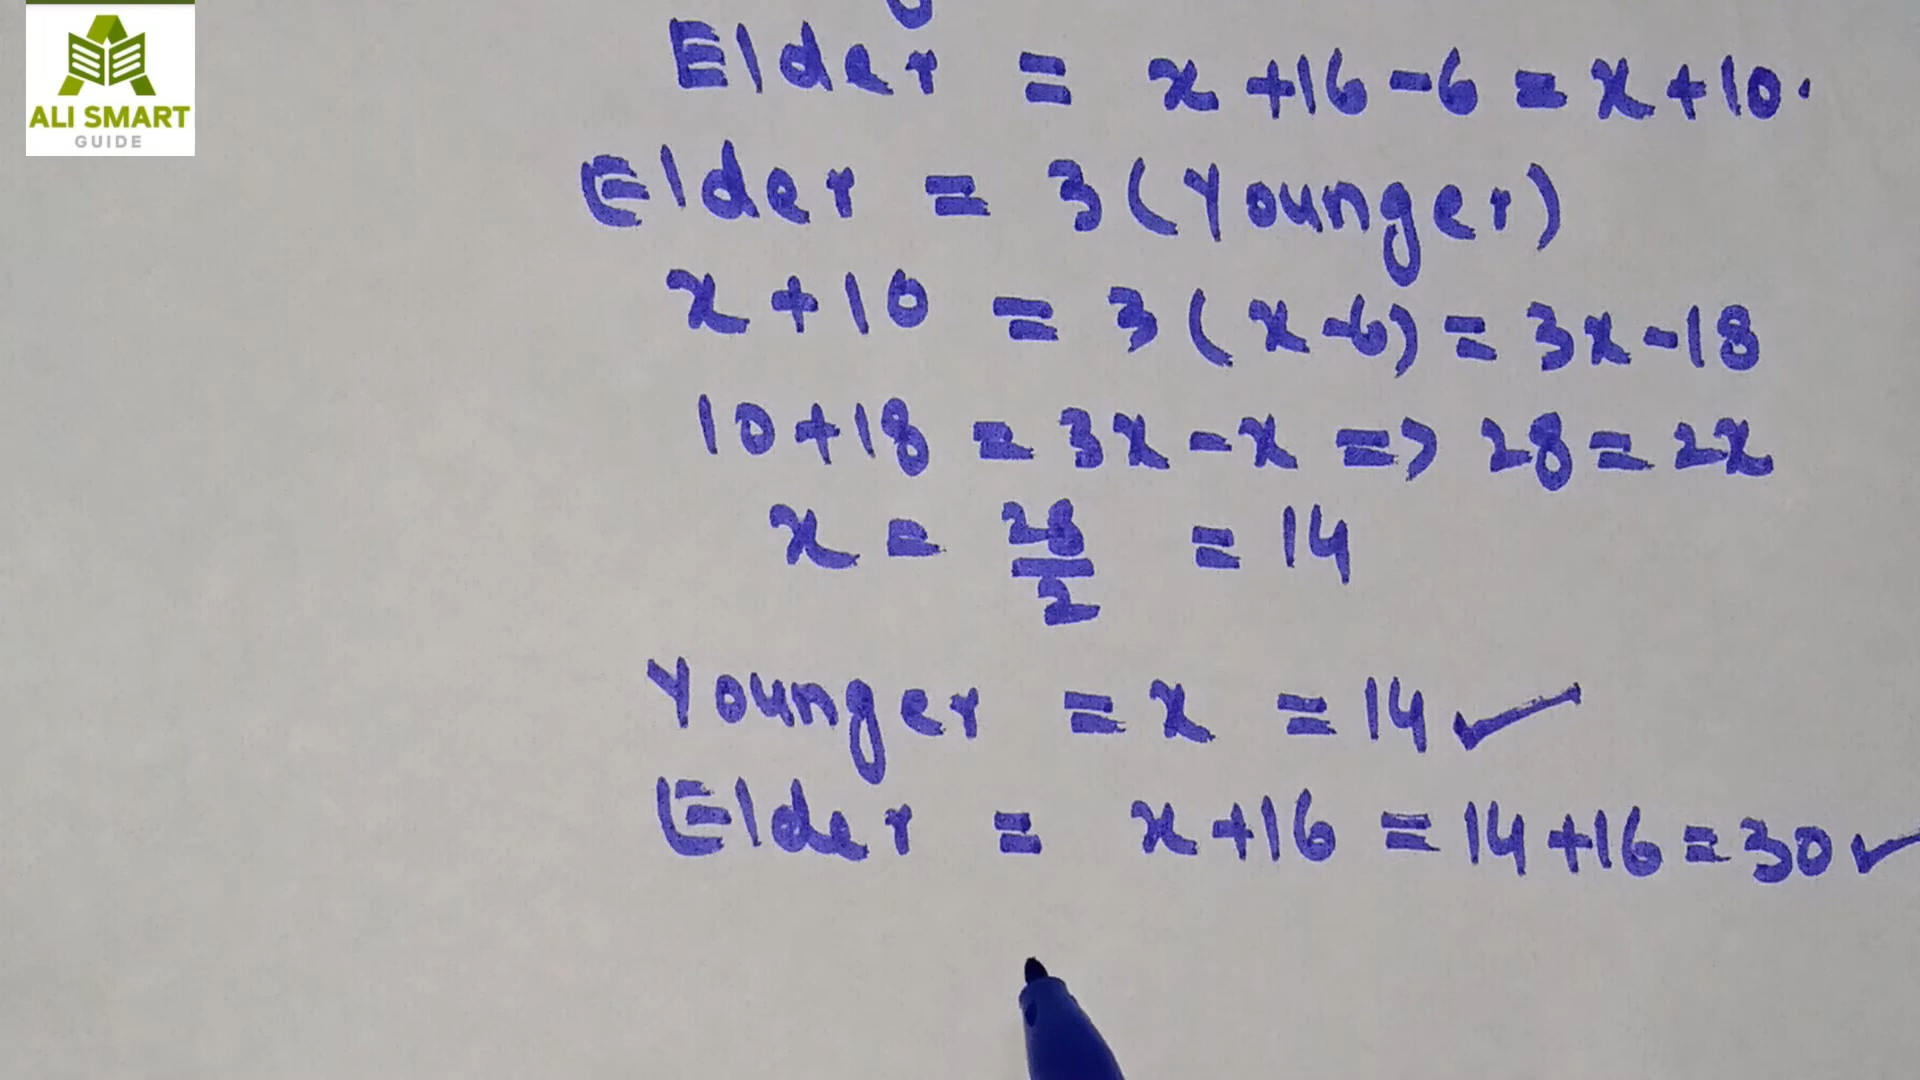 ALI SMART
GUIDE
Elder = x + 16 - 6 = x + 10.
Elder = 3 (Younger)
x + 10 = 3 (x - 6) = 3x - 18
10 + 18 = 3x - x => 28 = 2x
x = 28/2 = 14
Younger = x = 14 ✓
Elder = x + 16 = 14 + 16 = 30 ✓